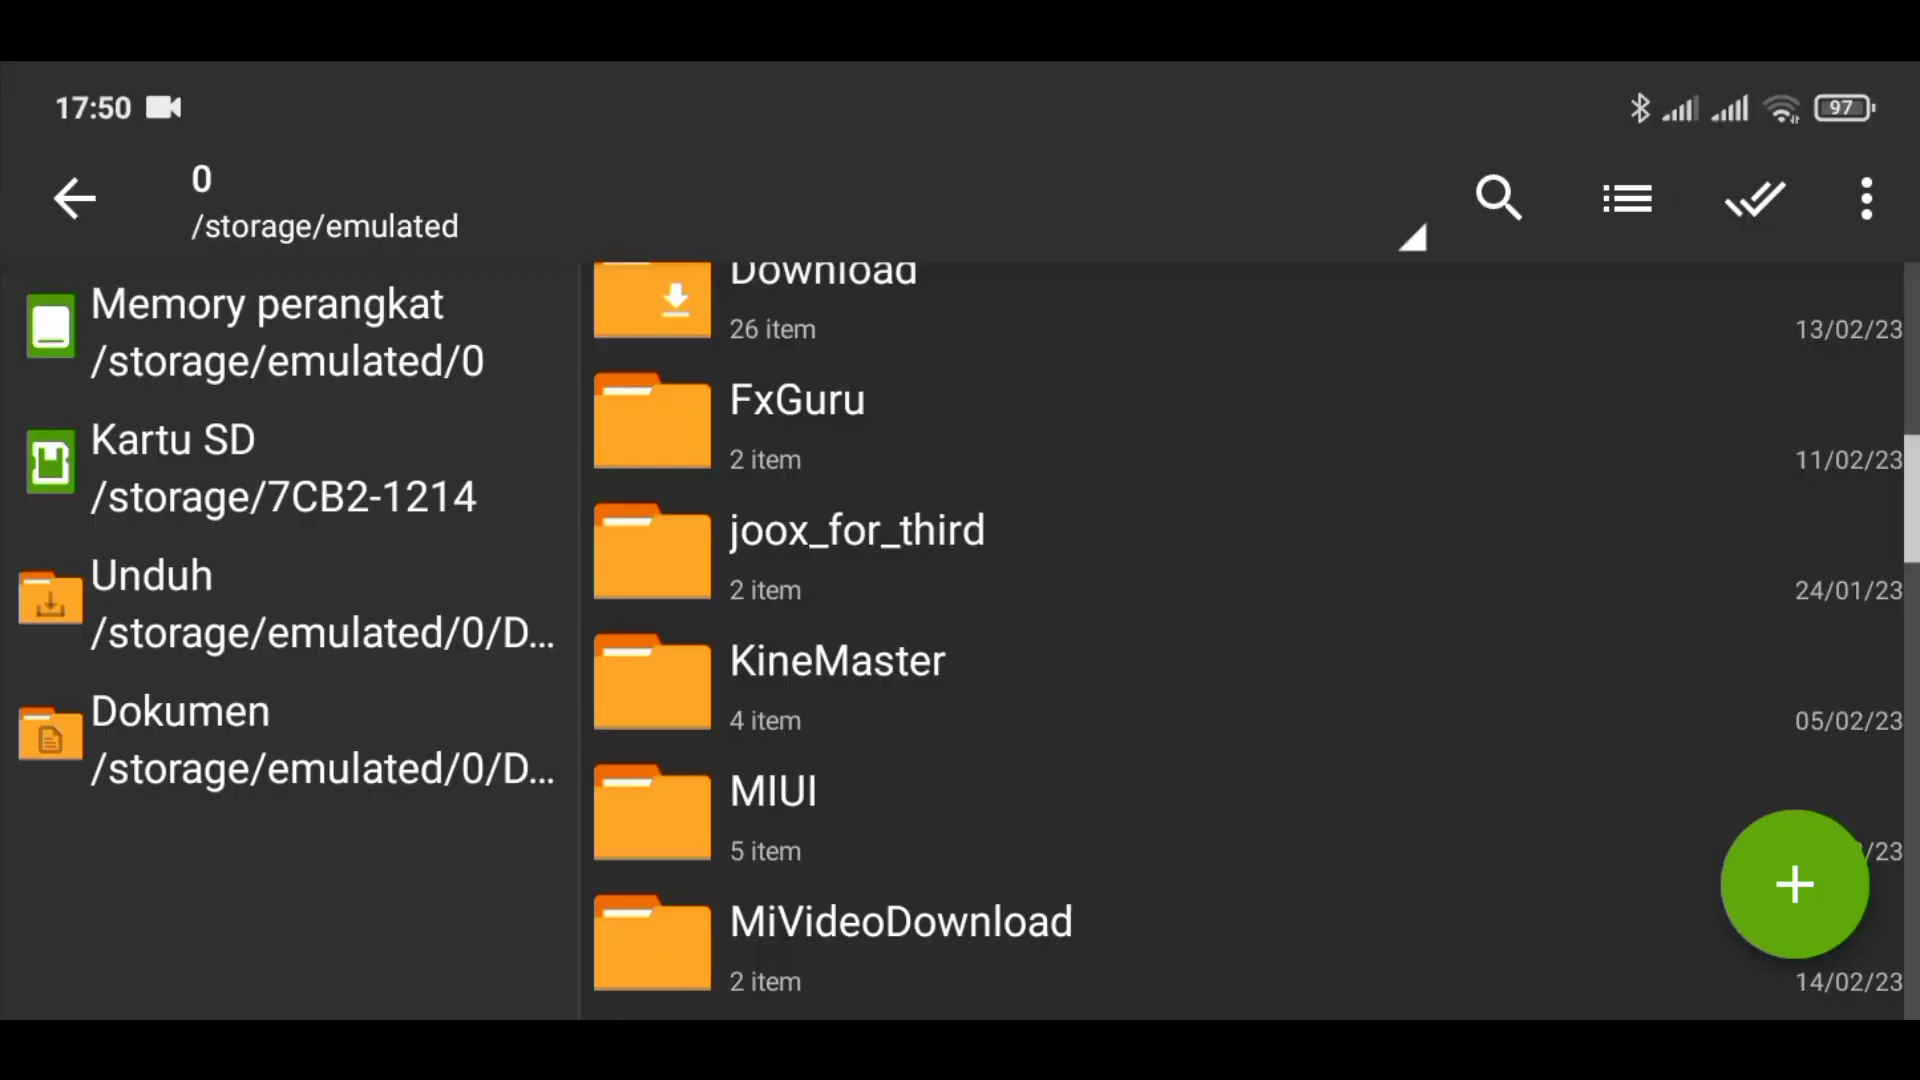 17:50
97
0
/storage/emulated
Memory perangkat
/storage/emulated/0
Kartu SD
/storage/7CB2-1214
Unduh
/storage/emulated/0/D...
Dokumen
/storage/emulated/0/D...
Download
26 item
13/02/23
FxGuru
2 item
11/02/23
joox_for_third
2 item
24/01/23
KineMaster
4 item
05/02/23
MIUI
5 item
/23
MiVideoDownload
2 item
14/02/23